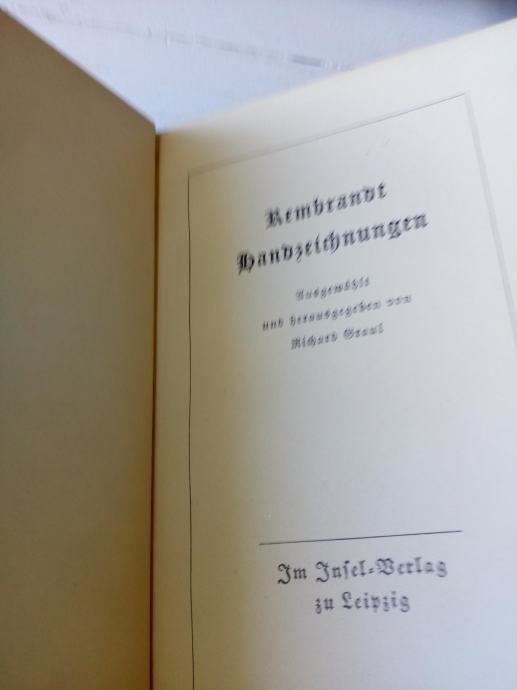 Rembrandt
Handzeichnungen
Ausgewählt
und herausgegeben von
Richard Graul
Im Insel-Verlag
zu Leipzig